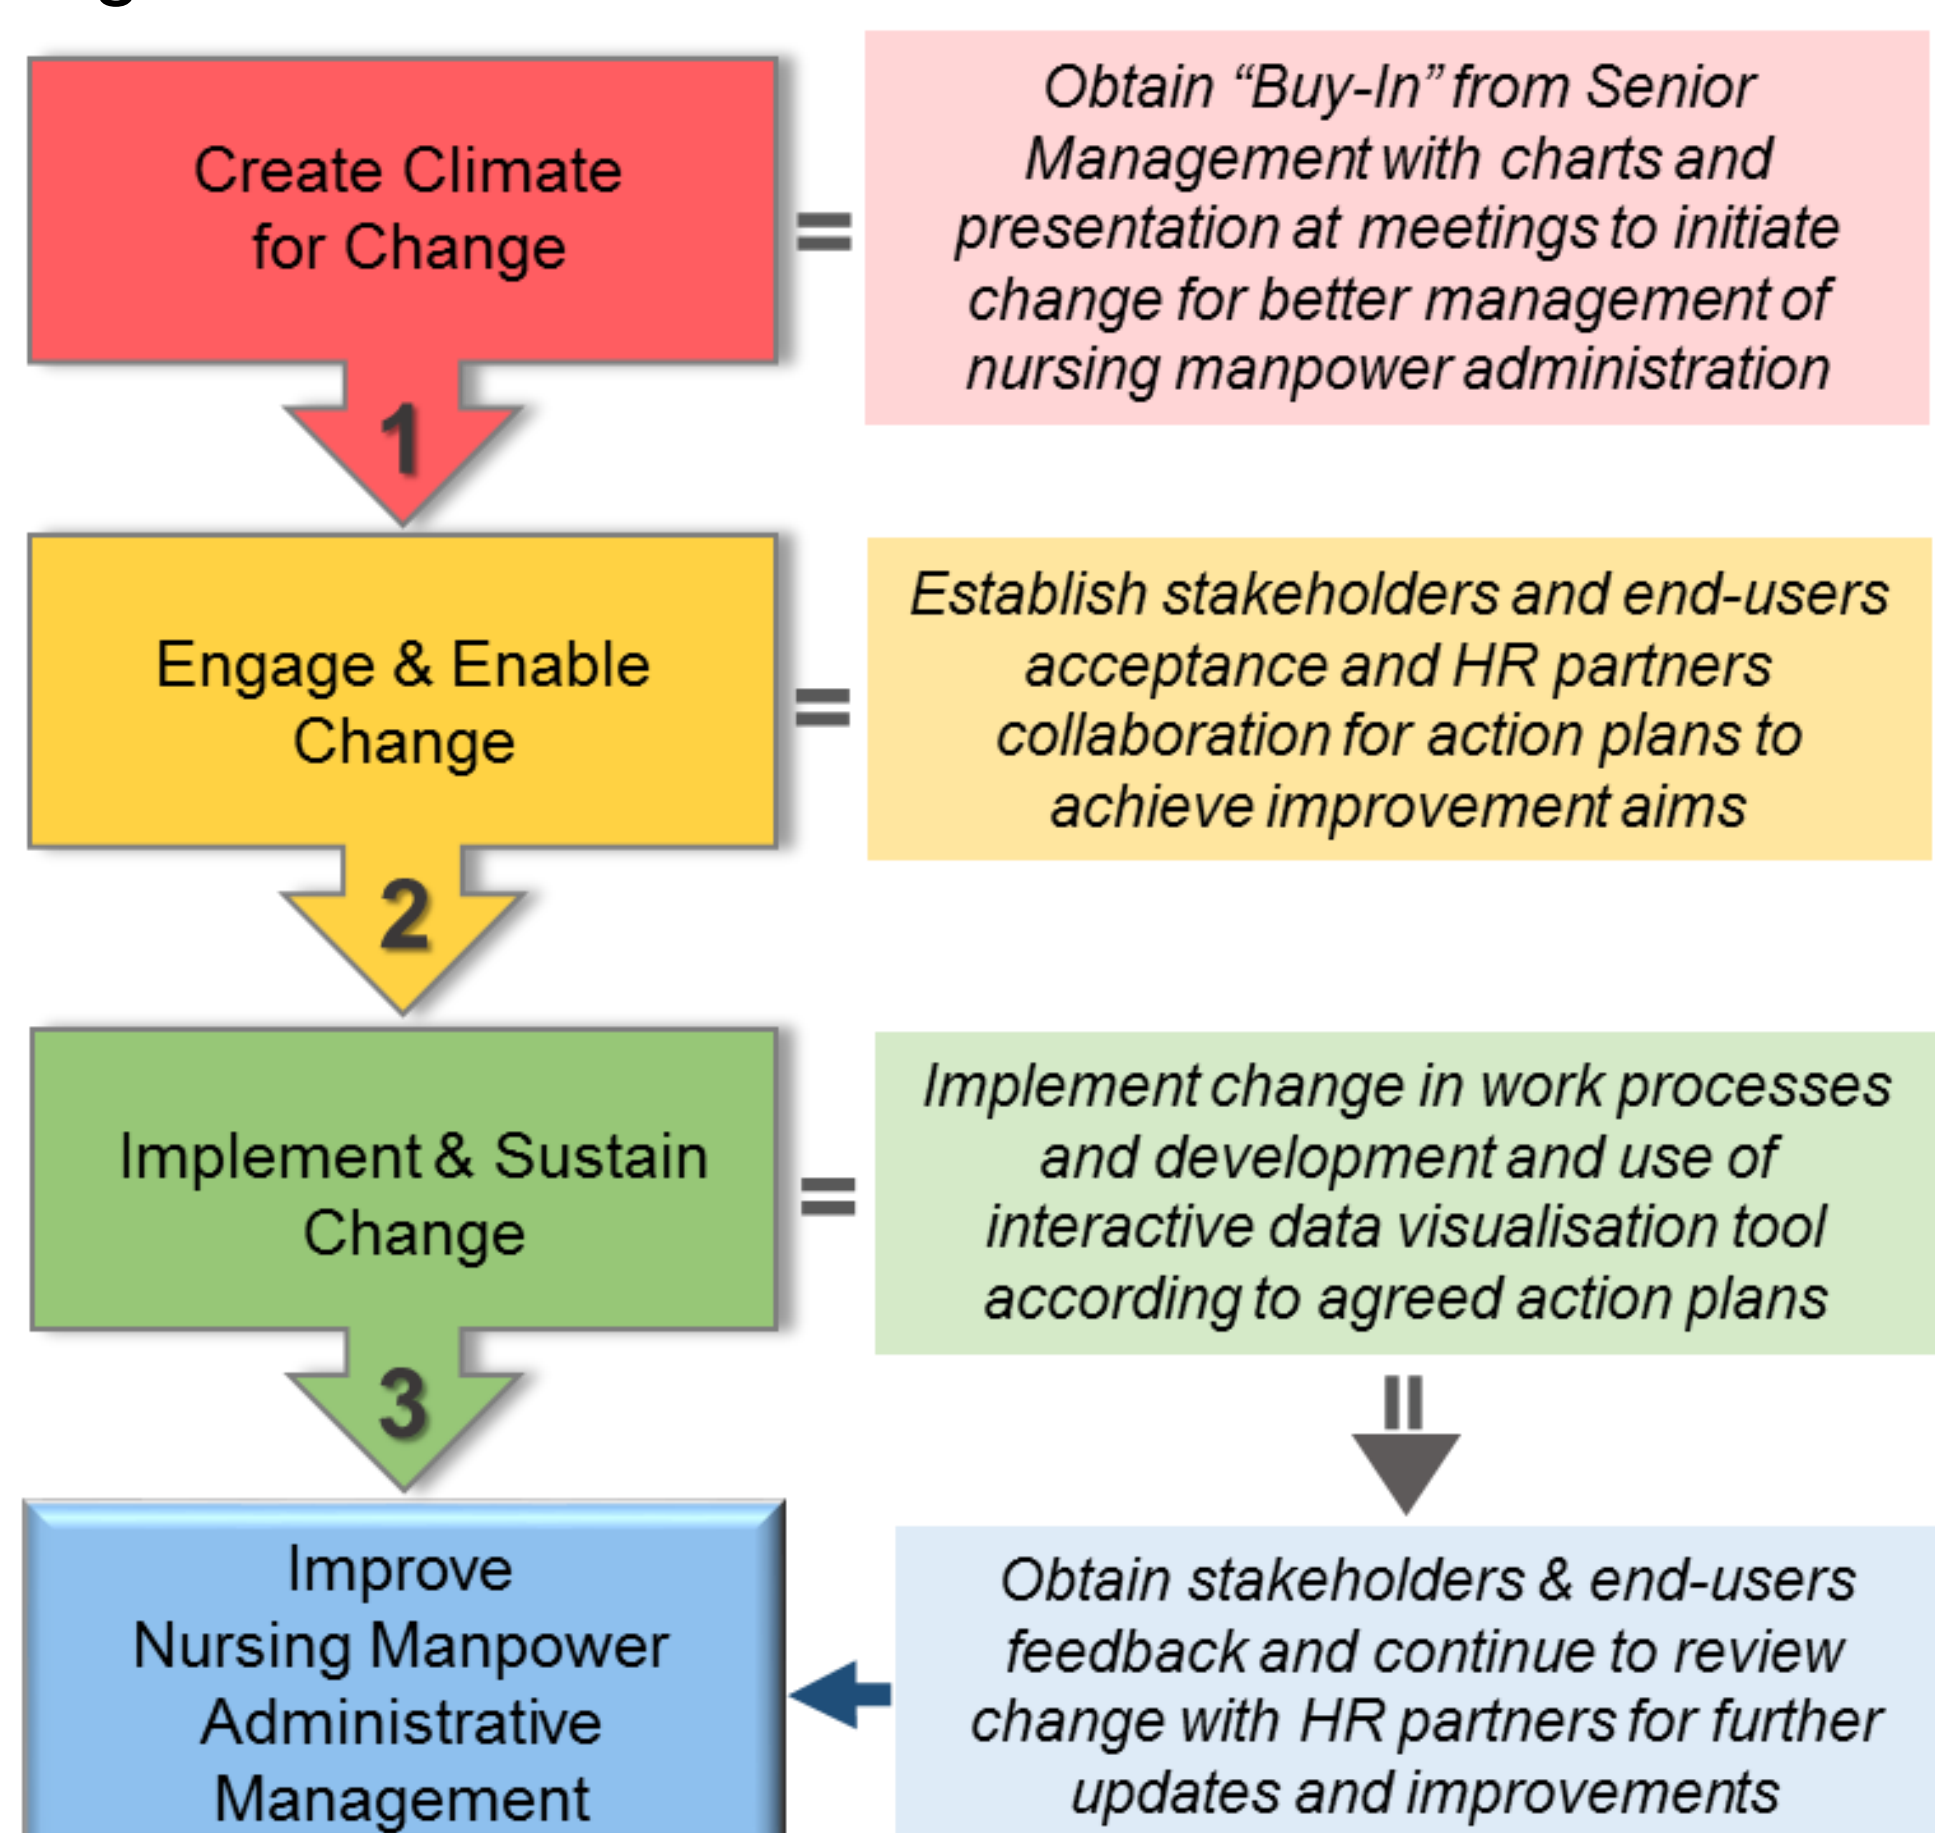 Create Climate
for Change
=
Obtain “Buy-In” from Senior
Management with charts and
presentation at meetings to initiate
change for better management of
nursing manpower administration
1
Engage & Enable
Change
=
Establish stakeholders and end-users
acceptance and HR partners
collaboration for action plans to
achieve improvement aims
2
Implement & Sustain
Change
=
Implement change in work processes
and development and use of
interactive data visualisation tool
according to agreed action plans
3
Improve
Nursing Manpower
Administrative
Management
Obtain stakeholders & end-users
feedback and continue to review
change with HR partners for further
updates and improvements